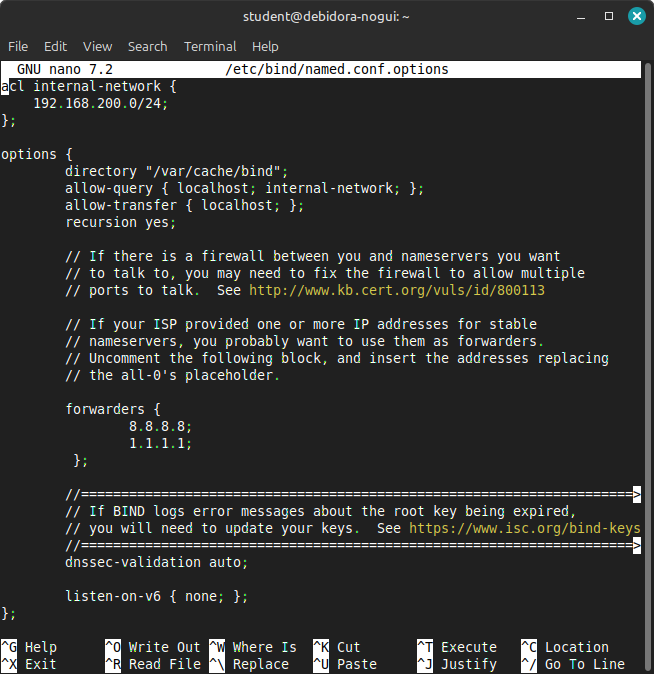 student@debidora-nogui:~
File Edit View Search Terminal Help
GNU nano 7.2 /etc/bind/named.conf.options
acl internal-network {
    192.168.200.0/24;
};

options {
        directory "/var/cache/bind";
        allow-query { localhost; internal-network; };
        allow-transfer { localhost; };
        recursion yes;

        // If there is a firewall between you and nameservers you want
        // to talk to, you may need to fix the firewall to allow multiple
        // ports to talk.  See http://www.kb.cert.org/vuls/id/800113

        // If your ISP provided one or more IP addresses for stable
        // nameservers, you probably want to use them as forwarders.
        // Uncomment the following block, and insert the addresses replacing
        // the all-0's placeholder.

        forwarders {
                8.8.8.8;
                1.1.1.1;
         };

        //=====================================================================>
        // If BIND logs error messages about the root key being expired,
        // you will need to update your keys.  See https://www.isc.org/bind-keys
        //=====================================================================>
        dnssec-validation auto;

        listen-on-v6 { none; };
};

^G Help ^O Write Out ^W Where Is ^K Cut ^T Execute ^C Location
^X Exit ^R Read File ^\ Replace ^U Paste ^J Justify ^/ Go To Line